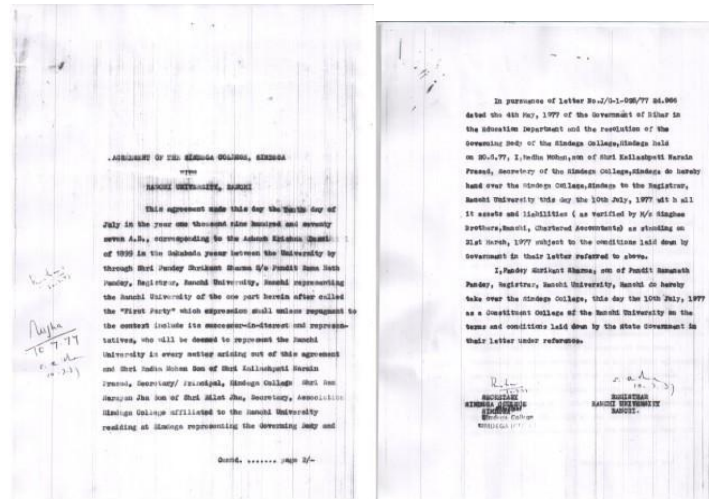 AGREEMENT OF THE SIMDEGA COLLEGE, SIMDEGA
WITH
RANCHI UNIVERSITY, RANCHI
This agreement made this day the tenth day of
July in the year one thousand nine hundred and seventy
seven A.D., corresponding to the Asadh Krishna
of 1899 in the Sakabda year between the University by
through Shri Pandey Shrikant Sharma S/o Pandit Rama Nath
Pandey, Registrar, Ranchi University, Ranchi representing
the Ranchi University of the one part herein after called
the "First Party" which expression shall unless repugnant to
the context include its successor-in-interest and represen-
tatives, who will be deemed to represent the Ranchi
University in every matter arising out of this agreement
and Shri Radha Mohan Son of Shri Kailashpati Narain
Prasad, Secretary/ Principal, Simdega College Shri Ram
Narayan Jha Son of Shri Jha, Secretary, Association
Simdega College affiliated to the Ranchi University
residing at Simdega representing the Governing Body and
Contd. ....... page 2/-
10.7.77
In pursuance of letter No.
dated the 4th May, 1977 of the Government of Bihar in
the Education Department and the resolution of the
Governing Body of the Simdega College,Simdega held
on 30.6.77, I,Radha Mohan,son of Shri Kailashpati Narain
Prasad, Secretary of the Simdega College,Simdega do hereby
hand over the Simdega College,Simdega to the Registrar,
Ranchi University this day the 10th July, 1977 with all
it assets and liabilities ( as verified by M/s Singhee
Brothers,Ranchi, Chartered Accountants) as standing on
31st March, 1977 subject to the conditions laid down by
Government in their letter referred to above.
I,Pandey Shrikant Sharma, son of Pandit Ramanath
Pandey, Registrar, Ranchi University, Ranchi do hereby
take over the Simdega College, this day the 10th July, 1977
as a Constituent College of the Ranchi University on the
terms and conditions laid down by the State Government in
their letter under reference.
SECRETARY
SIMDEGA COLLEGE
SIMDEGA
Simdega College
REGISTRAR
RANCHI UNIVERSITY
RANCHI.